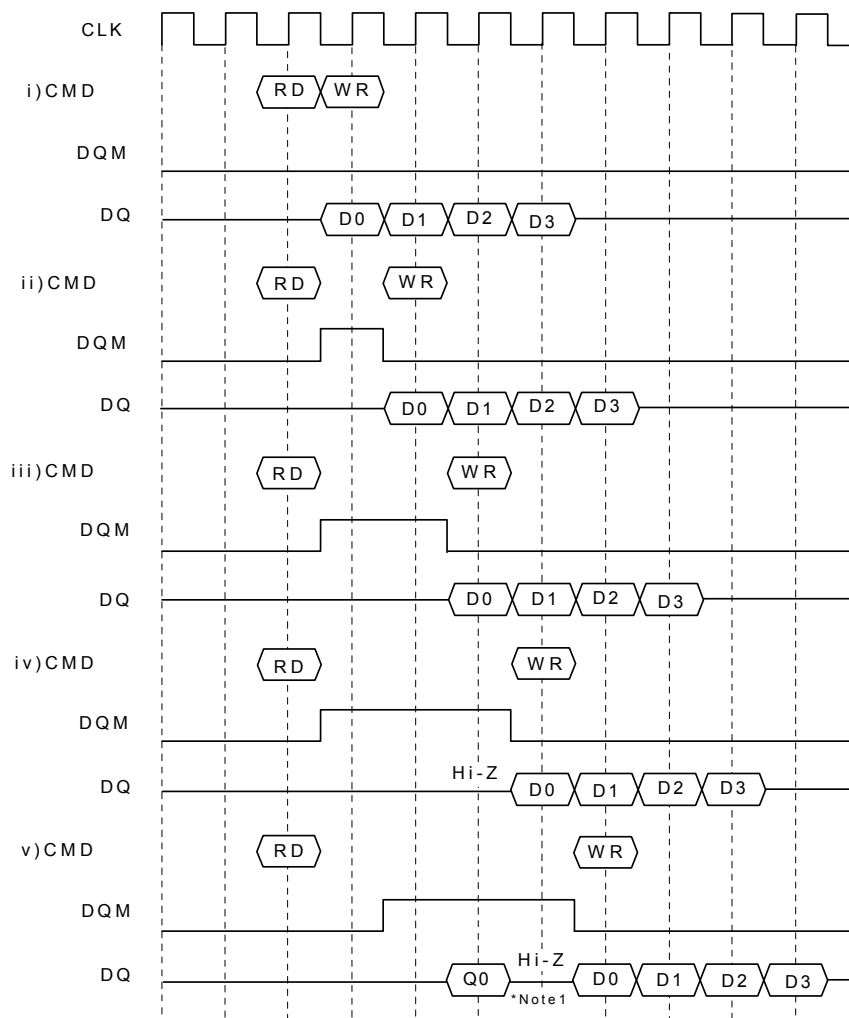 CLK
i)CMD RD WR
DQM
DQ D0 D1 D2 D3
ii)CMD RD WR
DQM
DQ D0 D1 D2 D3
iii)CMD RD WR
DQM
DQ D0 D1 D2 D3
iv)CMD RD WR
DQM
Hi-Z
DQ D0 D1 D2 D3
v)CMD RD WR
DQM
Hi-Z
DQ Q0 D0 D1 D2 D3
*Note1